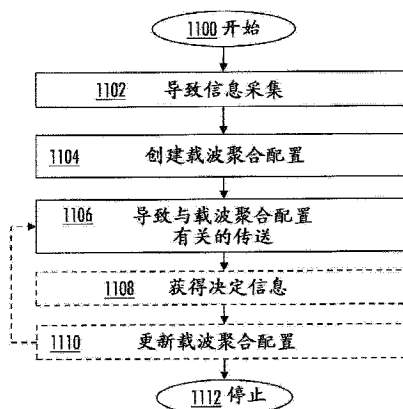 1100 开始
1102 导致信息采集
1104 创建载波聚合配置
1106 导致与载波聚合配置
有关的传送
1108 获得决定信息
1110 更新载波聚合配置
1112 停止